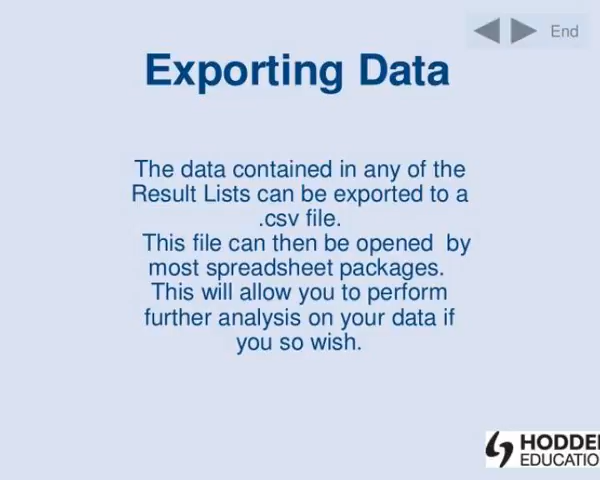 End
Exporting Data
The data contained in any of the
Result Lists can be exported to a
.csv file.
This file can then be opened by
most spreadsheet packages.
This will allow you to perform
further analysis on your data if
you so wish.
HODDE
EDUCATIO